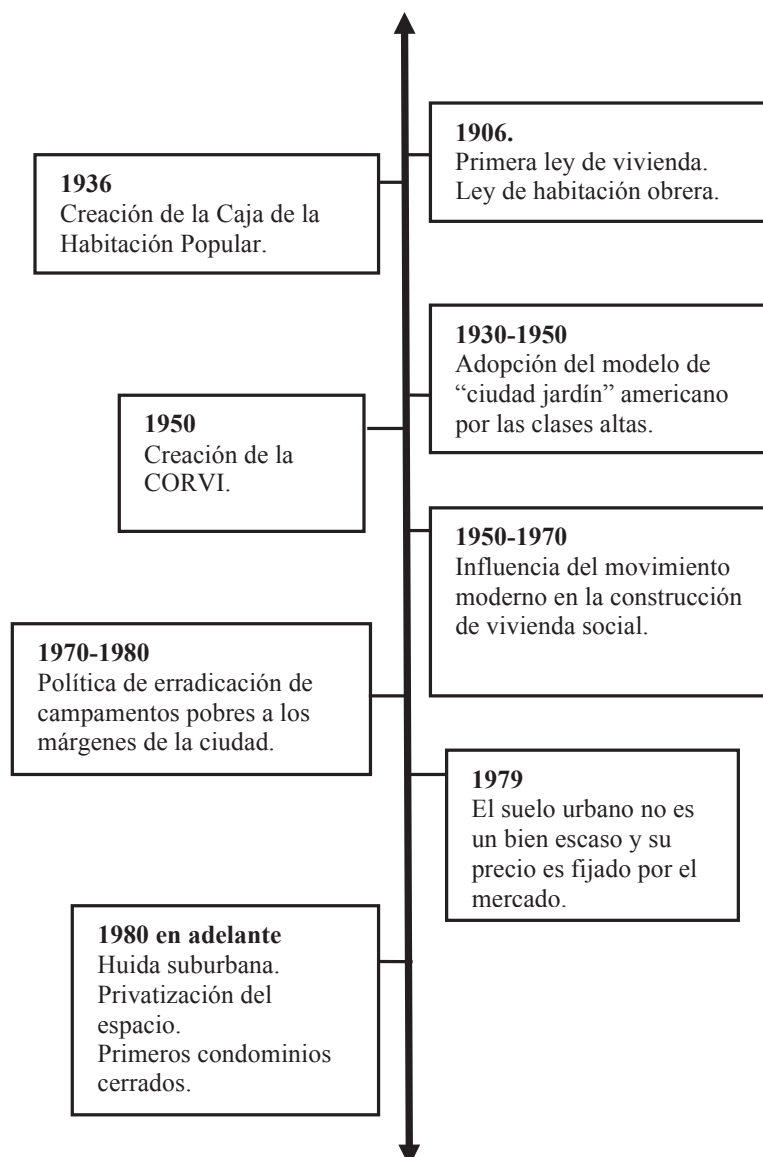 1906.
Primera ley de vivienda.
Ley de habitación obrera.
1936
Creación de la Caja de la
Habitación Popular.
1930-1950
Adopción del modelo de
“ciudad jardín” americano
por las clases altas.
1950
Creación de la
CORVI.
1950-1970
Influencia del movimiento
moderno en la construcción
de vivienda social.
1970-1980
Política de erradicación de
campamentos pobres a los
márgenes de la ciudad.
1979
El suelo urbano no es
un bien escaso y su
precio es fijado por el
mercado.
1980 en adelante
Huida suburbana.
Privatización del
espacio.
Primeros condominios
cerrados.